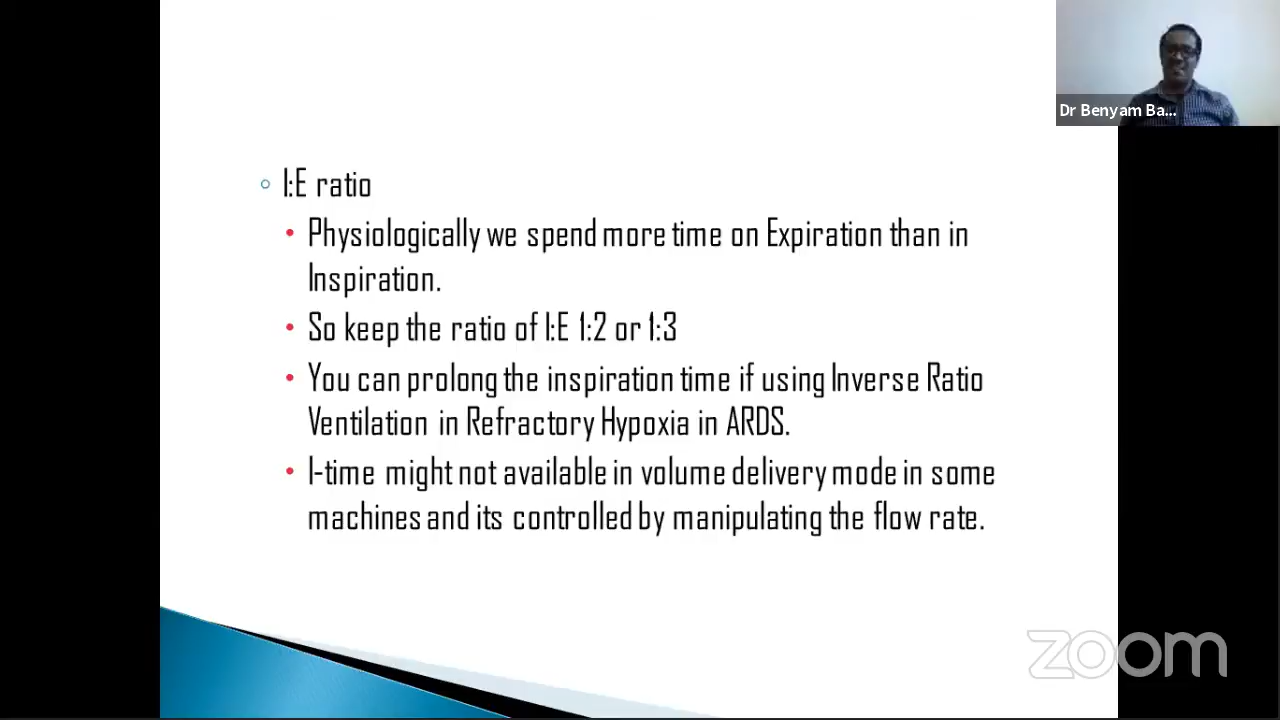 Dr Benyam Ba...
I:E ratio
Physiologically we spend more time on Expiration than in
Inspiration.
So keep the ratio of I:E 1:2 or 1:3
You can prolong the inspiration time if using Inverse Ratio
Ventilation in Refractory Hypoxia in ARDS.
I-time might not available in volume delivery mode in some
machines and its controlled by manipulating the flow rate.
zoom